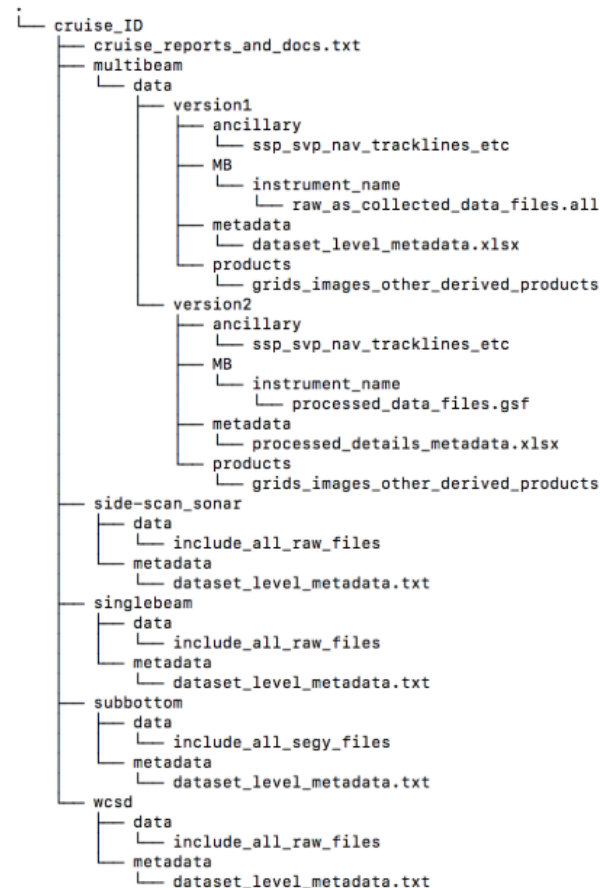 .
└── cruise_ID
    ├── cruise_reports_and_docs.txt
    ├── multibeam
    │   └── data
    │       ├── version1
    │       │   ├── ancillary
    │       │   │   └── ssp_svp_nav_tracklines_etc
    │       │   ├── MB
    │       │   │   └── instrument_name
    │       │   │       └── raw_as_collected_data_files.all
    │       │   ├── metadata
    │       │   │   └── dataset_level_metadata.xlsx
    │       │   └── products
    │       │       └── grids_images_other_derived_products
    │       └── version2
    │           ├── ancillary
    │           │   └── ssp_svp_nav_tracklines_etc
    │           ├── MB
    │           │   └── instrument_name
    │           │       └── processed_data_files.gsf
    │           ├── metadata
    │           │   └── processed_details_metadata.xlsx
    │           └── products
    │               └── grids_images_other_derived_products
    ├── side-scan_sonar
    │   ├── data
    │   │   └── include_all_raw_files
    │   └── metadata
    │       └── dataset_level_metadata.txt
    ├── singlebeam
    │   ├── data
    │   │   └── include_all_raw_files
    │   └── metadata
    │       └── dataset_level_metadata.txt
    ├── subbottom
    │   ├── data
    │   │   └── include_all_segy_files
    │   └── metadata
    │       └── dataset_level_metadata.txt
    └── wcsd
        ├── data
        │   └── include_all_raw_files
        └── metadata
            └── dataset_level_metadata.txt